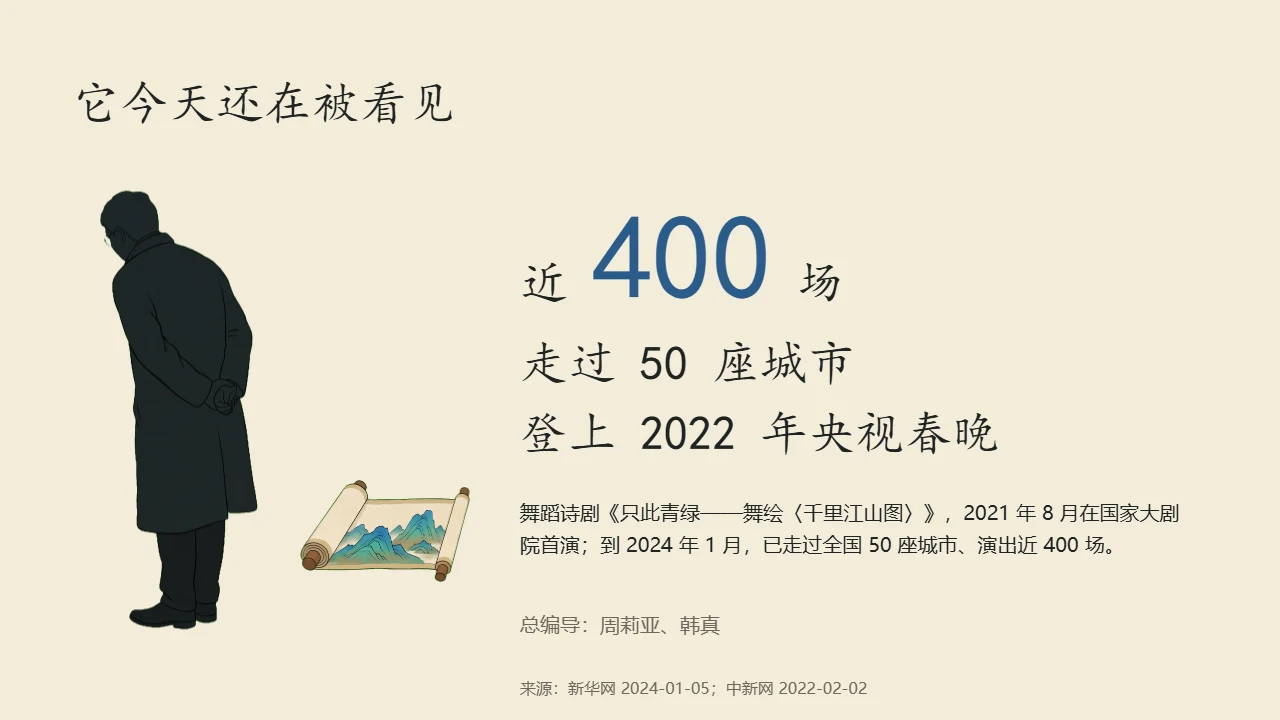 它今天还在被看见
近 400 场
走过 50 座城市
登上 2022 年央视春晚
舞蹈诗剧《只此青绿——舞绘〈千里江山图〉》，2021 年 8 月在国家大剧
院首演；到 2024 年 1 月，已走过全国 50 座城市、演出近 400 场。
总编导：周莉亚、韩真
来源：新华网 2024-01-05；中新网 2022-02-02